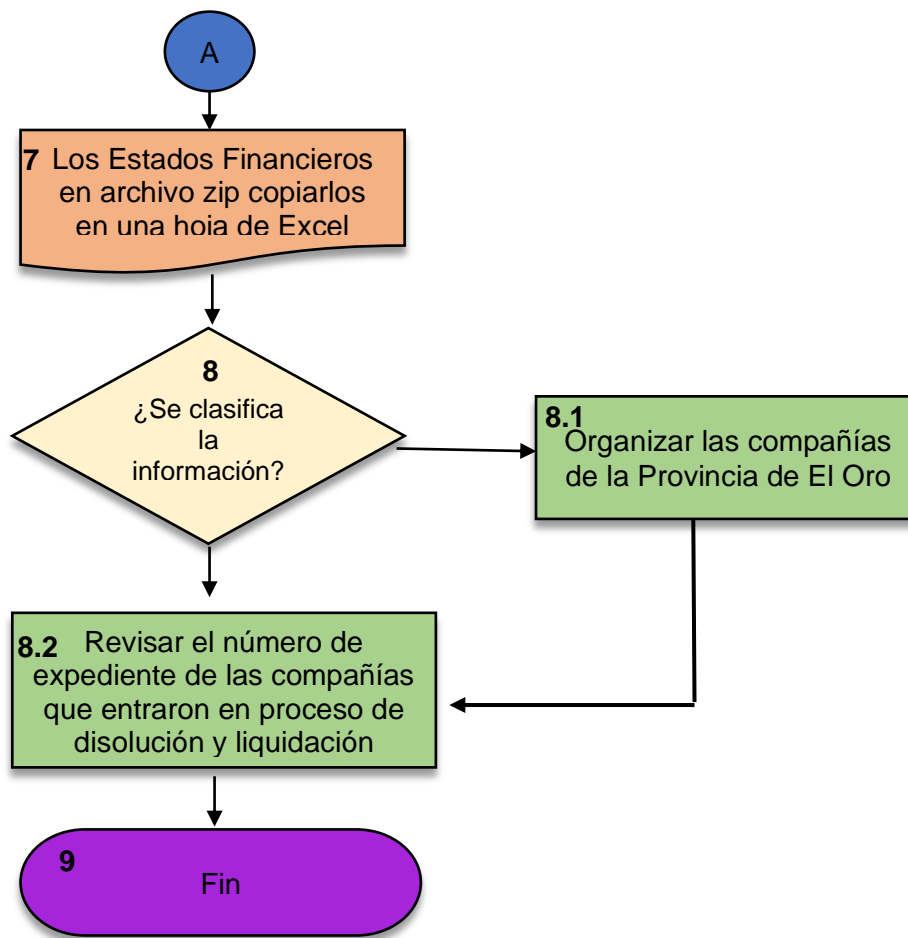 A
7 Los Estados Financieros
en archivo zip copiarlos
en una hoja de Excel
8
¿Se clasifica
la
información?
8.1
Organizar las compañías
de la Provincia de El Oro
8.2 Revisar el número de
expediente de las compañías
que entraron en proceso de
disolución y liquidación
9
Fin